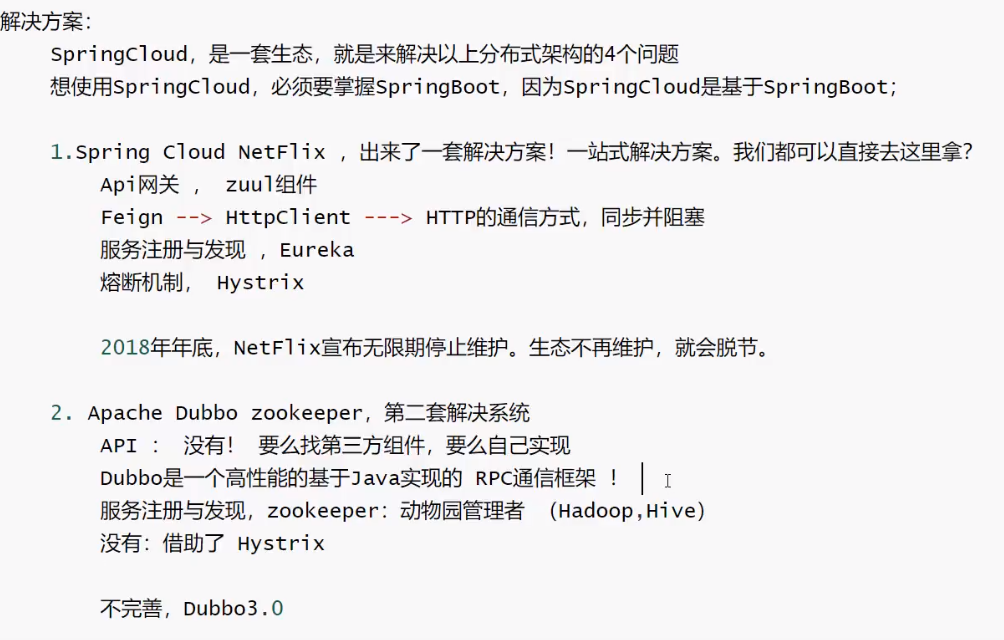 解决方案：
SpringCloud，是一套生态，就是来解决以上分布式架构的4个问题
想使用SpringCloud，必须要掌握SpringBoot，因为SpringCloud是基于SpringBoot；
1.Spring Cloud NetFlix ，出来了一套解决方案！一站式解决方案。我们都可以直接去这里拿？
Api网关 ， zuul组件
Feign --> HttpClient ---> HTTP的通信方式，同步并阻塞
服务注册与发现 ，Eureka
熔断机制， Hystrix
2018年年底，NetFlix宣布无限期停止维护。生态不再维护，就会脱节。
2. Apache Dubbo zookeeper，第二套解决系统
API ： 没有！ 要么找第三方组件，要么自己实现
Dubbo是一个高性能的基于Java实现的 RPC通信框架 ！
服务注册与发现，zookeeper：动物园管理者 （Hadoop,Hive）
没有：借助了 Hystrix
不完善，Dubbo3.0